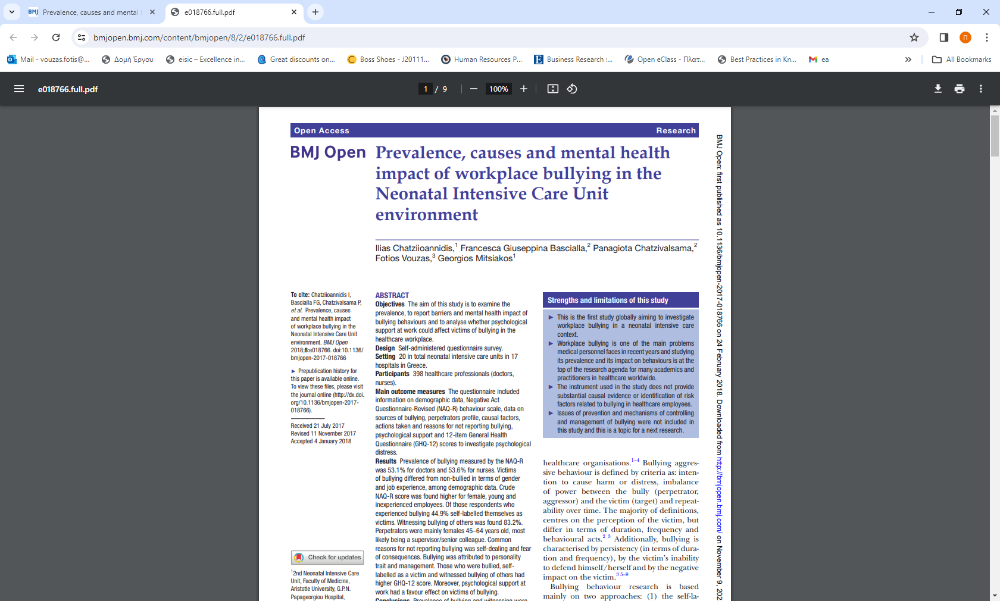 Prevalence, causes and mental
e018766.full.pdf
bmjopen.bmj.com/content/bmjopen/8/2/e018766.full.pdf
Mail - vouzas.fotis@...
Δομή Έργου
eisic – Excellence in...
Great discounts on...
Boss Shoes - J20111...
Human Resources P...
Business Research :...
Open eClass - Πλατ...
Best Practices in Kn...
ea
All Bookmarks
e018766.full.pdf
1 / 9
100%
Open Access
Research
BMJ Open
Prevalence, causes and mental health
impact of workplace bullying in the
Neonatal Intensive Care Unit
environment
Ilias Chatziioannidis,1 Francesca Giuseppina Bascialla,2 Panagiota Chatzivalsama,2
Fotios Vouzas,3 Georgios Mitsiakos1
To cite: Chatziioannidis I,
Bascialla FG, Chatzivalsama P,
et al. Prevalence, causes
and mental health impact
of workplace bullying in the
Neonatal Intensive Care Unit
environment. BMJ Open
2018;8:e018766. doi:10.1136/
bmjopen-2017-018766
► Prepublication history for
this paper is available online.
To view these files, please visit
the journal online (http://dx.doi.
org/10.1136/bmjopen-2017-
018766).
Received 21 July 2017
Revised 11 November 2017
Accepted 4 January 2018
Check for updates
1 2nd Neonatal Intensive Care
Unit, Faculty of Medicine,
Aristotle University, G.P.N.
Papageorgiou Hospital,
ABSTRACT
Objectives The aim of this study is to examine the
prevalence, to report barriers and mental health impact of
bullying behaviours and to analyse whether psychological
support at work could affect victims of bullying in the
healthcare workplace.
Design Self-administered questionnaire survey.
Setting 20 in total neonatal intensive care units in 17
hospitals in Greece.
Participants 398 healthcare professionals (doctors,
nurses).
Main outcome measures The questionnaire included
information on demographic data, Negative Act
Questionnaire-Revised (NAQ-R) behaviour scale, data on
sources of bullying, perpetrators profile, causal factors,
actions taken and reasons for not reporting bullying,
psychological support and 12-item General Health
Questionnaire (GHQ-12) scores to investigate psychological
distress.
Results Prevalence of bullying measured by the NAQ-R
was 53.1% for doctors and 53.6% for nurses. Victims
of bullying differed from non-bullied in terms of gender
and job experience, among demographic data. Crude
NAQ-R score was found higher for female, young and
inexperienced employees. Of those respondents who
experienced bullying 44.9% self-labelled themselves as
victims. Witnessing bullying of others was found 83.2%.
Perpetrators were mainly females 45–64 years old, most
likely being a supervisor/senior colleague. Common
reasons for not reporting bullying was self-dealing and fear
of consequences. Bullying was attributed to personality
trait and management. Those who were bullied, self-
labelled as a victim and witnessed bullying of others had
higher GHQ-12 score. Moreover, psychological support at
work had a favour effect on victims of bullying.
Conclusions Prevalence of bullying and witnessing were
Strengths and limitations of this study
► This is the first study globally aiming to investigate
workplace bullying in a neonatal intensive care
context.
► Workplace bullying is one of the main problems
medical personnel faces in recent years and studying
its prevalence and its impact on behaviours is at the
top of the research agenda for many academics and
practitioners in healthcare worldwide.
► The instrument used in the study does not provide
substantial causal evidence or identification of risk
factors related to bullying in healthcare employees.
► Issues of prevention and mechanisms of controlling
and management of bullying were not included in
this study and this is a topic for a next research.
healthcare organisations.1–4 Bullying aggres-
sive behaviour is defined by criteria as: inten-
tion to cause harm or distress, imbalance
of power between the bully (perpetrator,
aggressor) and the victim (target) and repeat-
ability over time. The majority of definitions,
centres on the perception of the victim, but
differ in terms of duration, frequency and
behavioural acts.2 3 Additionally, bullying is
characterised by persistency (in terms of dura-
tion and frequency), by the victim's inability
to defend himself/herself and by the negative
impact on the victim.3 5–9
Bullying behaviour research is based
mainly on two approaches: (1) the self-la-
BMJ Open: first published as 10.1136/bmjopen-2017-018766 on 24 February 2018. Downloaded from http://bmjopen.bmj.com/ on November 9, 202